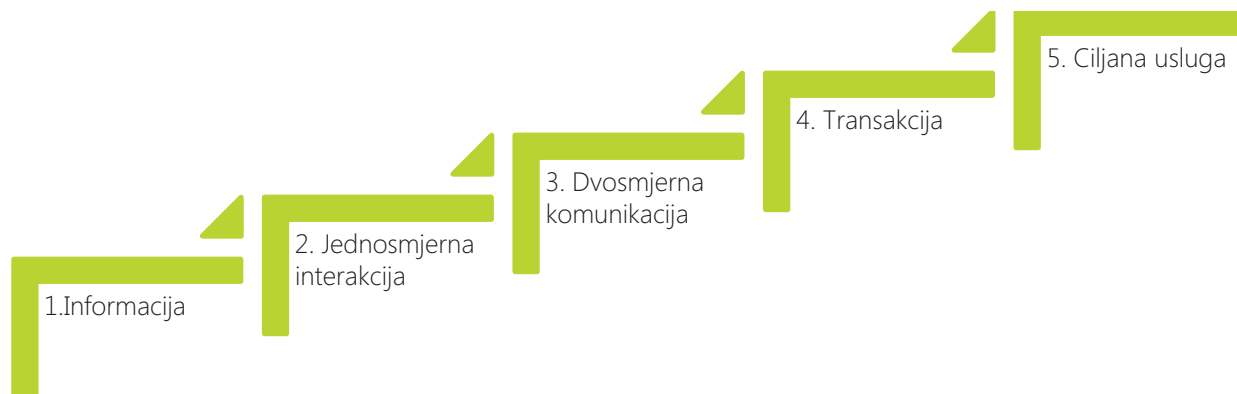 1.Informacija
2. Jednosmjerna
interakcija
3. Dvosmjerna
komunikacija
4. Transakcija
5. Ciljana usluga